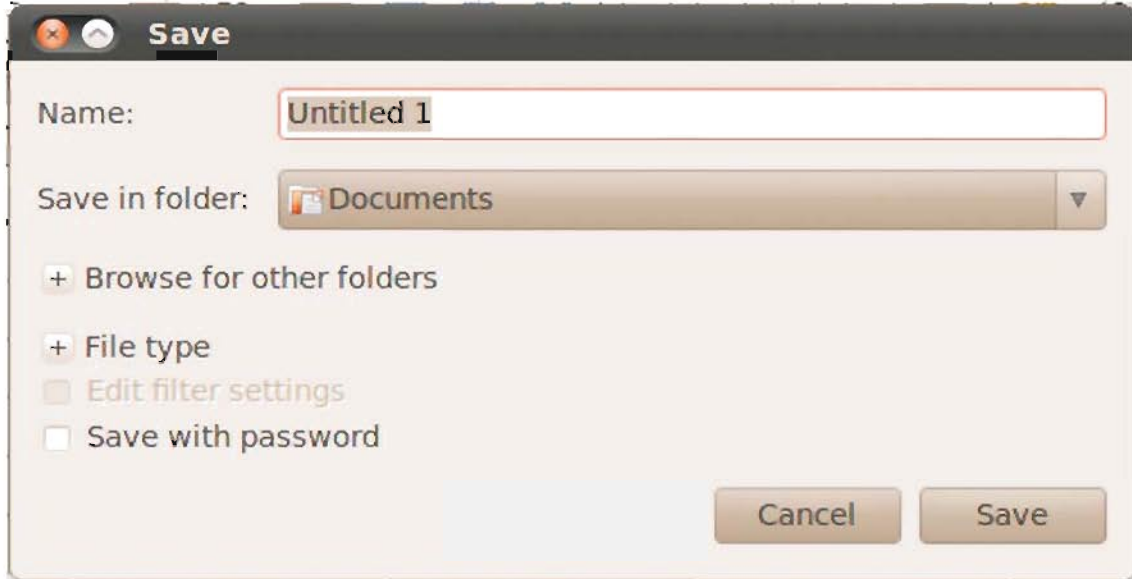 Save
Name: Untitled 1
Save in folder: Documents
+ Browse for other folders
+ File type
Edit filter settings
Save with password
Cancel Save